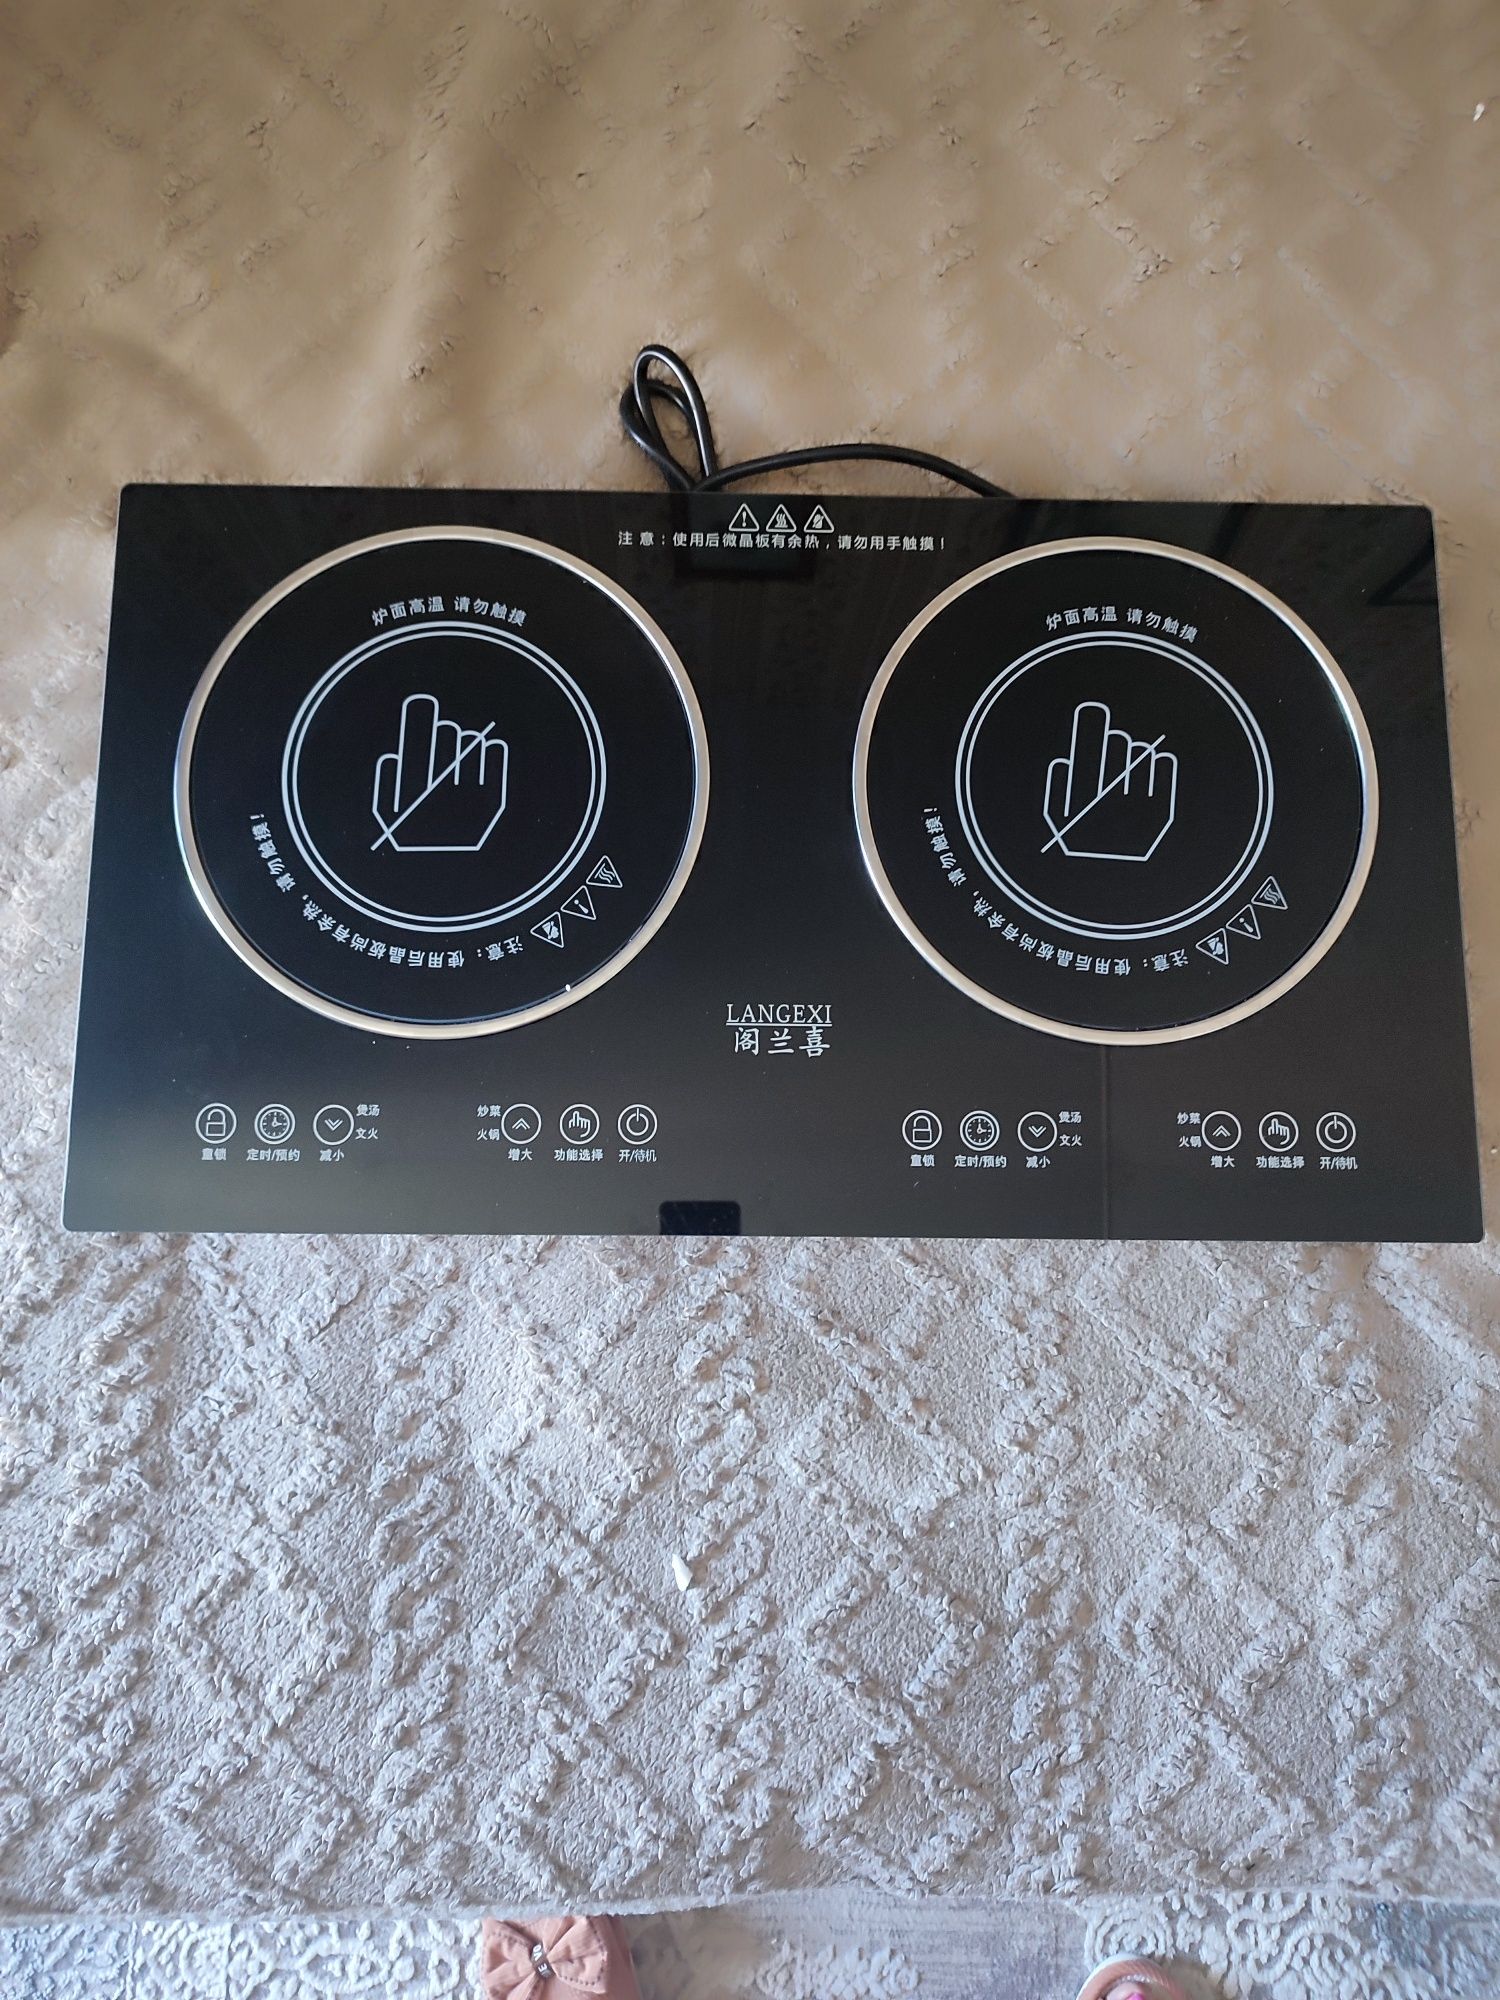 注意：使用后微晶板有余热，请勿用手触摸！
炉面高温 请勿触摸
注意：使用后晶板尚有余热，请勿触摸！
炉面高温 请勿触摸
注意：使用后晶板尚有余热，请勿触摸！
LANGEXI
阁兰喜
煲汤
文火
炒菜
火锅
童锁 定时/预约 减小 增大 功能选择 开/待机
煲汤
文火
炒菜
火锅
童锁 定时/预约 减小 增大 功能选择 开/待机